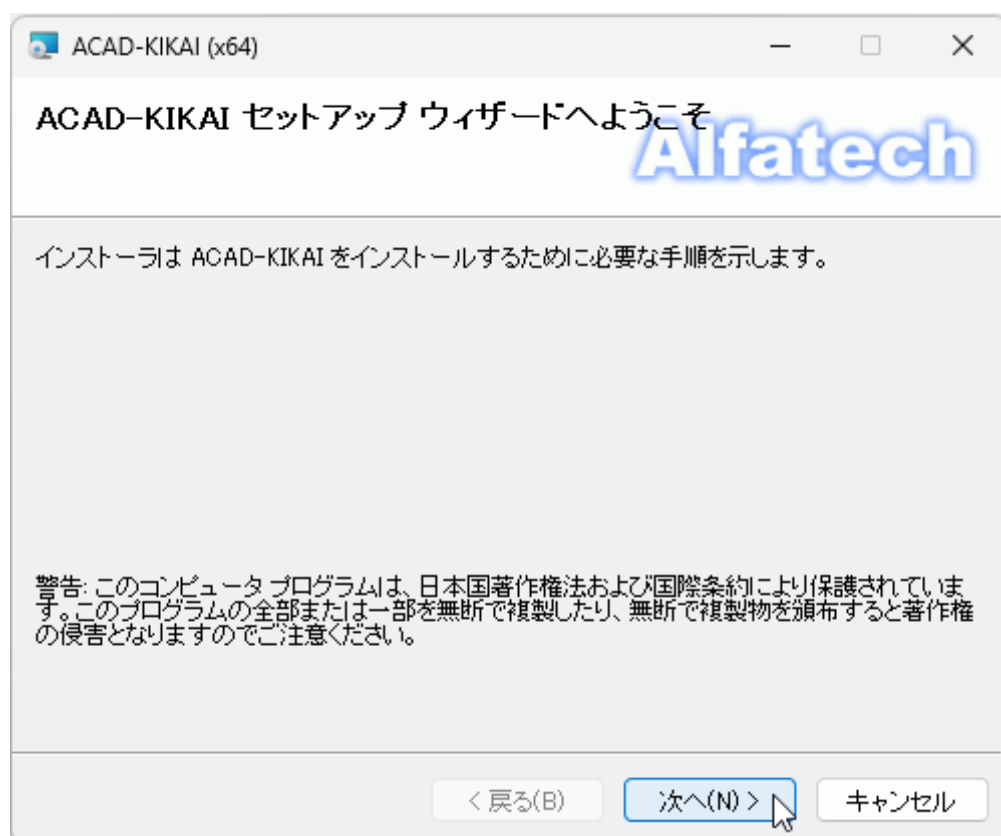 ACAD-KIKAI (x64)
ACAD-KIKAI セットアップ ウィザードへようこそ
Alfatech
インストーラは ACAD-KIKAI をインストールするために必要な手順を示します。
警告: このコンピュータ プログラムは、日本国著作権法および国際条約により保護されていま
す。このプログラムの全部または一部を無断で複製したり、無断で複製物を頒布すると著作権
の侵害となりますのでご注意ください。
< 戻る(B)
次へ(N) >
キャンセル